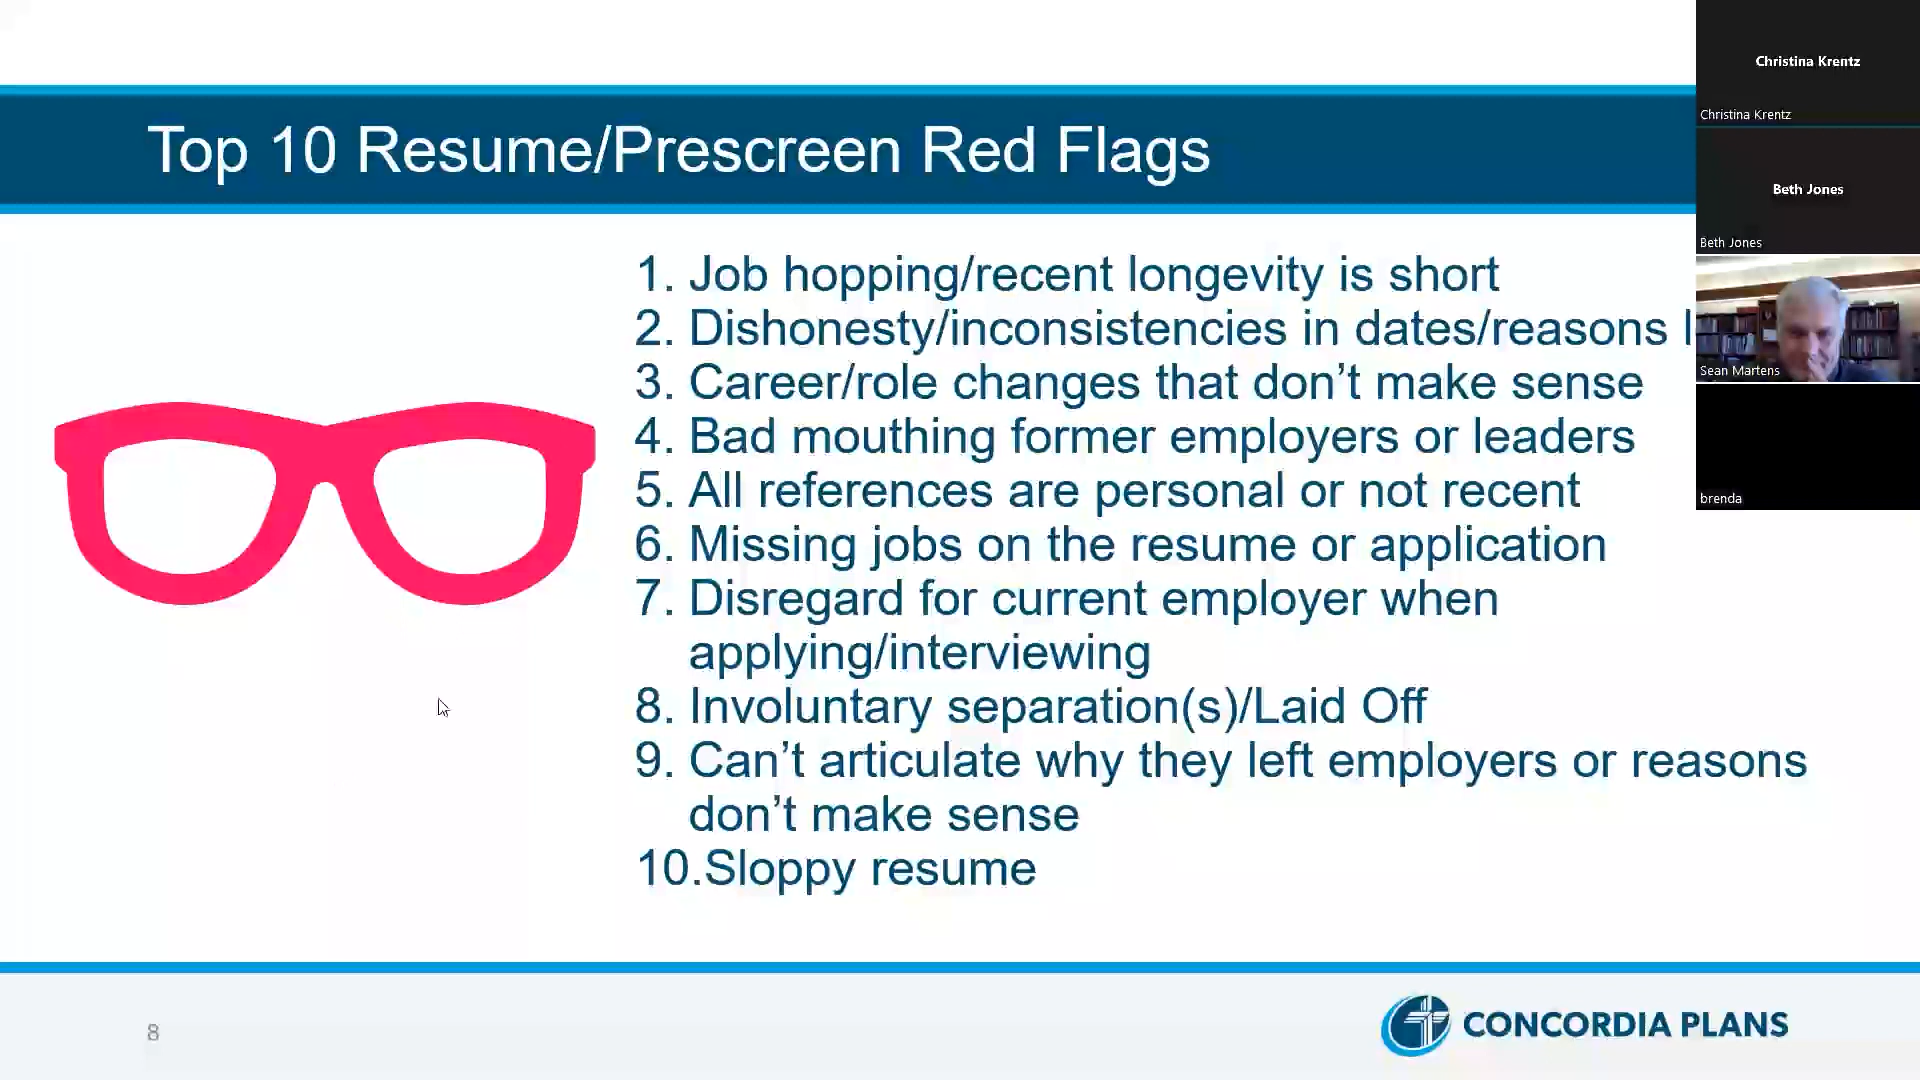 Top 10 Resume/Prescreen Red Flags
1. Job hopping/recent longevity is short
2. Dishonesty/inconsistencies in dates/reasons
3. Career/role changes that don’t make sense
4. Bad mouthing former employers or leaders
5. All references are personal or not recent
6. Missing jobs on the resume or application
7. Disregard for current employer when
applying/interviewing
8. Involuntary separation(s)/Laid Off
9. Can’t articulate why they left employers or reasons
don’t make sense
10.Sloppy resume
8
CONCORDIA PLANS
Christina Krentz
Christina Krentz
Beth Jones
Beth Jones
Sean Martens
brenda